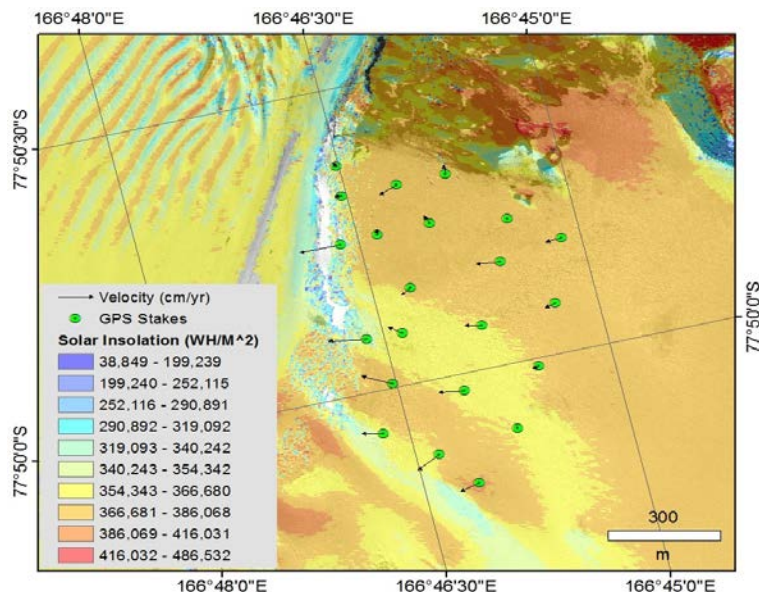 166°48'0"E
166°46'30"E
166°45'0"E
77°50'30"S
77°50'0"S
Velocity (cm/yr)
GPS Stakes
Solar Insolation (WH/M^2)
38,849 - 199,239
199,240 - 252,115
252,116 - 290,891
290,892 - 319,092
319,093 - 340,242
340,243 - 354,342
354,343 - 366,680
366,681 - 386,068
386,069 - 416,031
416,032 - 486,532
77°50'0"S
300
m
166°48'0"E
166°46'30"E
166°45'0"E